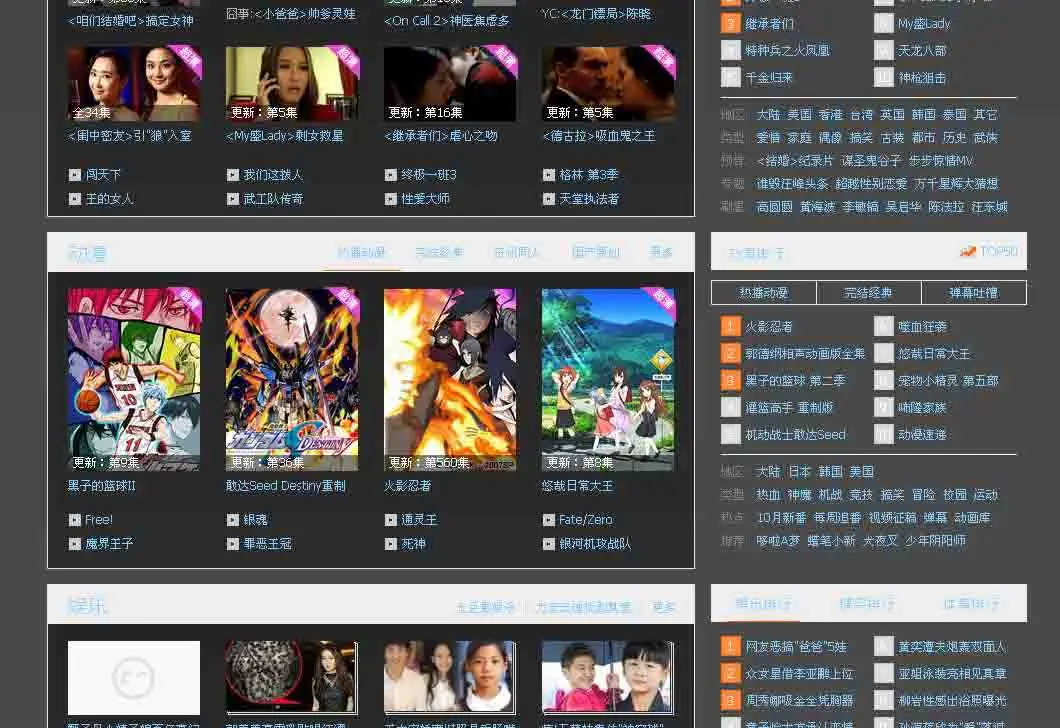 <咱们结婚吧>搞定女神
囧事:<小爸爸>帅爹灵娃
<On Call 2>神医焦虑多
YC:<龙门镖局>陈晓
全34集
更新：第5集
更新：第16集
更新：第5集
<闺中密友>引"狼"入室
<My盛Lady>剩女救星
<继承者们>虐心之吻
<德古拉>吸血鬼之王
闯天下
我们这拨人
终极一班3
格林 第3季
王的女人
武工队传奇
性爱大师
天堂执法者
3 继承者们
My盛Lady
特种兵之火凤凰
天龙八部
千金归来
神枪狙击
地区 大陆 美国 香港 台湾 英国 韩国 泰国 其它
类型 爱情 家庭 偶像 搞笑 古装 都市 历史 武侠
预告 <结婚>纪录片 谋圣鬼谷子 步步惊情MV
专题 谁毁汪峰头条 超越性别恋爱 万千星辉大猜想
剧星 高圆圆 黄海波 李敏镐 吴启华 陈法拉 汪东城
动漫
热播动漫 完结经典 国产原创 更多
更新：第9集
更新：第36集
更新：第560集
更新：第8集
黑子的篮球II
敢达Seed Destiny重制
火影忍者
悠哉日常大王
Free!
银魂
通灵王
Fate/Zero
魔界王子
罪恶王冠
死神
银河机攻战队
TOP50
热播动漫 完结经典 弹幕吐槽
1 火影忍者
噬血狂袭
2 郭德纲相声动画版全集
悠哉日常大王
3 黑子的篮球 第二季
宠物小精灵 第五部
灌篮高手 重制版
咘隆家族
机动战士敢达Seed
动漫速递
地区 大陆 日本 韩国 美国
类型 热血 神魔 机战 竞技 搞笑 冒险 校园 运动
热点 10月新番 每周追番 视频征稿 弹幕 动画库
推荐 哆啦A梦 蜡笔小新 犬夜叉 少年阴阳师
娱乐
更多
1 网友恶搞"爸爸"5娃
黄奕遭夫炮轰双面人
2 众女星借李亚鹏上位
亚姐泳装亮相见真章
3 周秀娜吸金全凭胸器
柳岩性感出浴照曝光